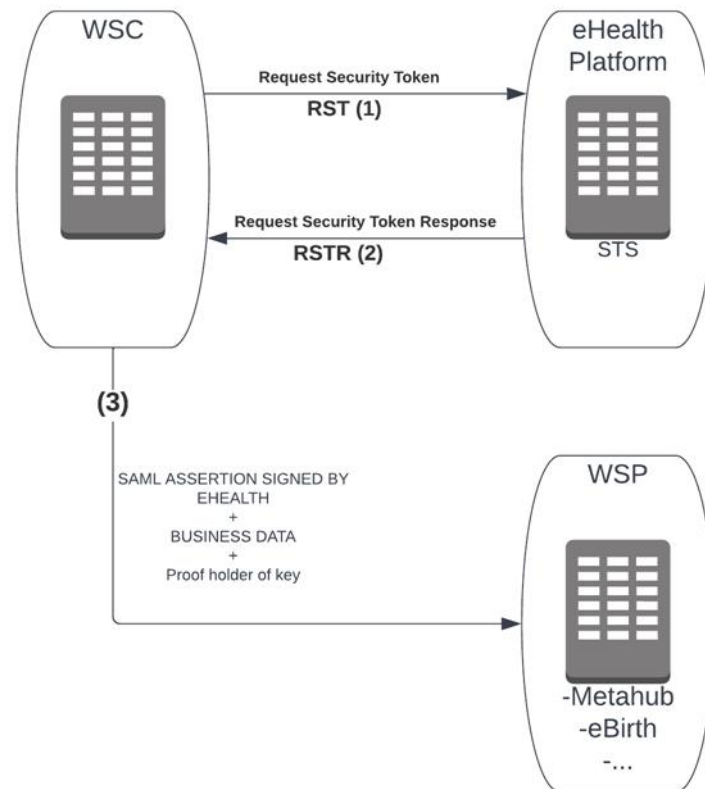 WSC
eHealth
Platform
Request Security Token
RST (1)
Request Security Token Response
RSTR (2)
STS
(3)
SAML ASSERTION SIGNED BY
EHEALTH
+
BUSINESS DATA
+
Proof holder of key
WSP
-Metahub
-eBirth
-...